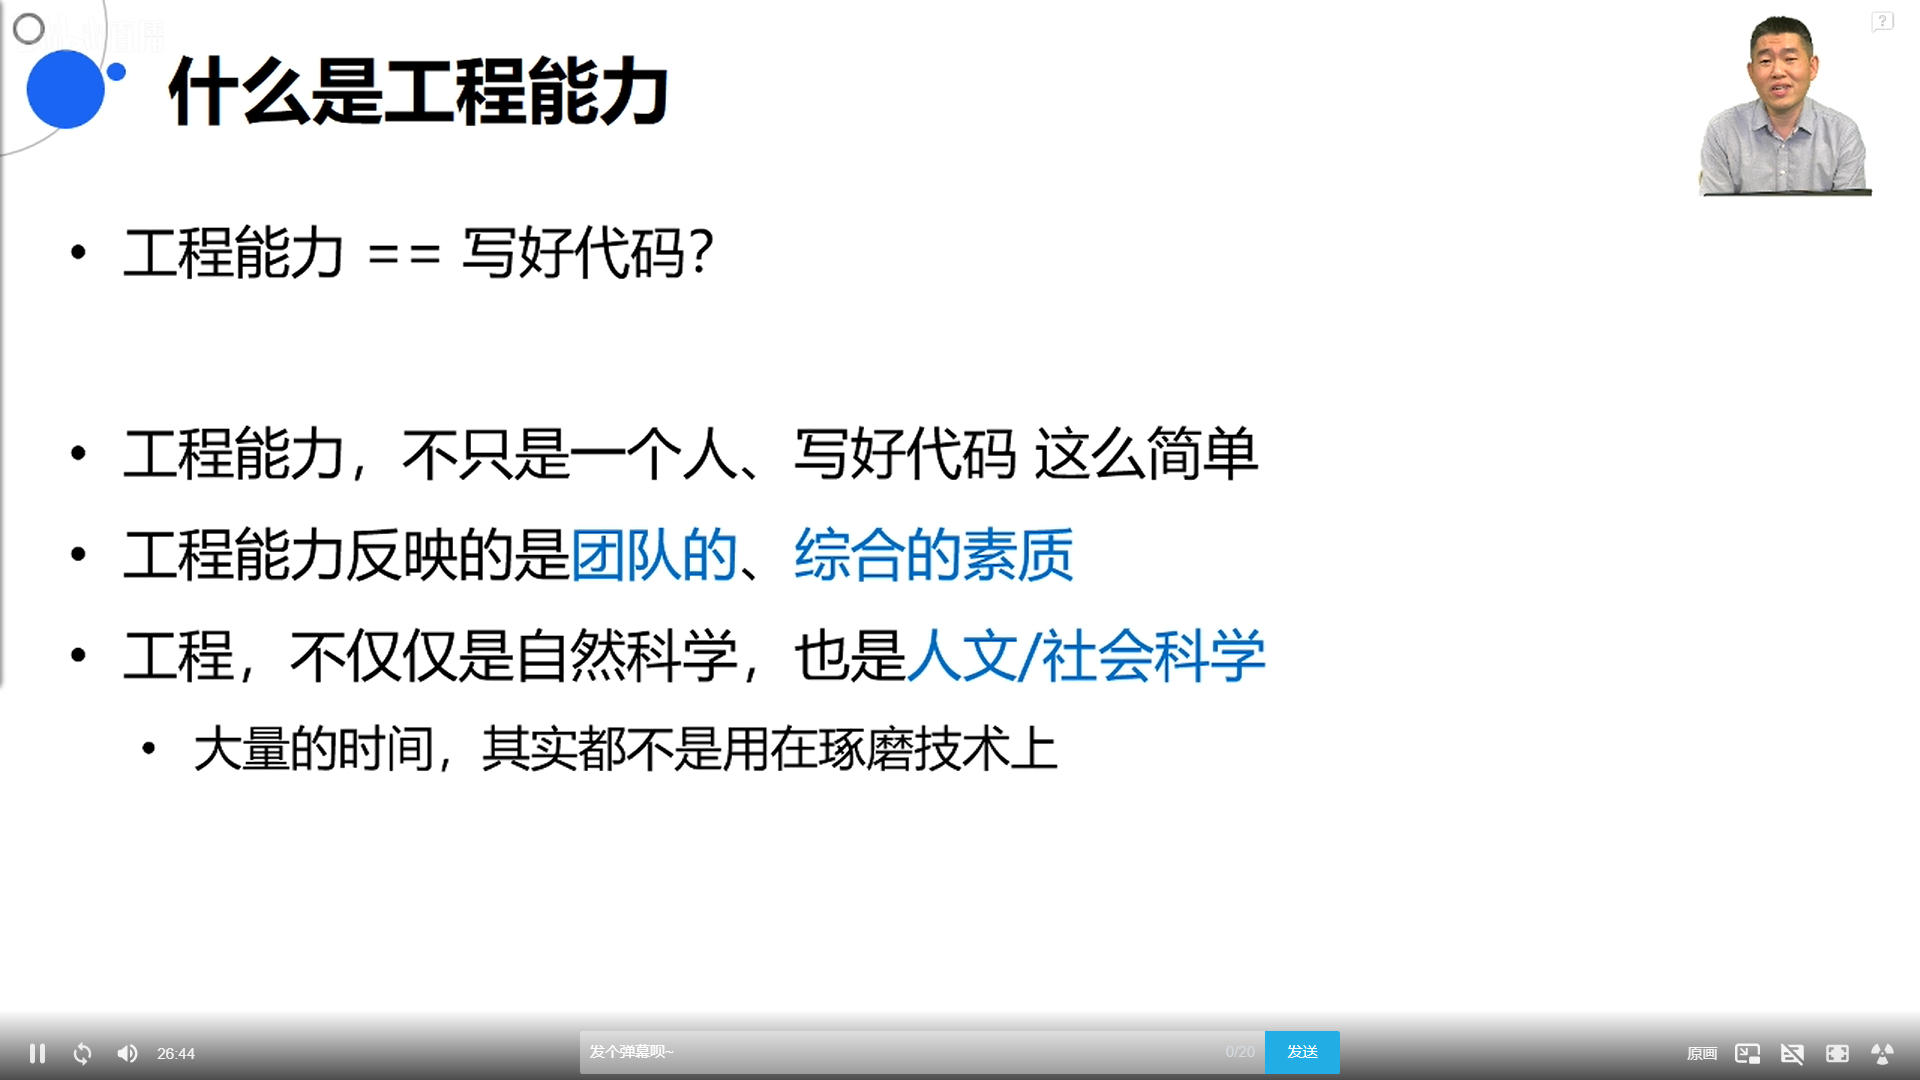 什么是工程能力
工程能力 == 写好代码?
工程能力，不只是一个人、写好代码 这么简单
工程能力反映的是团队的、综合的素质
工程，不仅仅是自然科学，也是人文/社会科学
大量的时间，其实都不是用在琢磨技术上
26:44
发个弹幕呗~
0/20
发送
原画